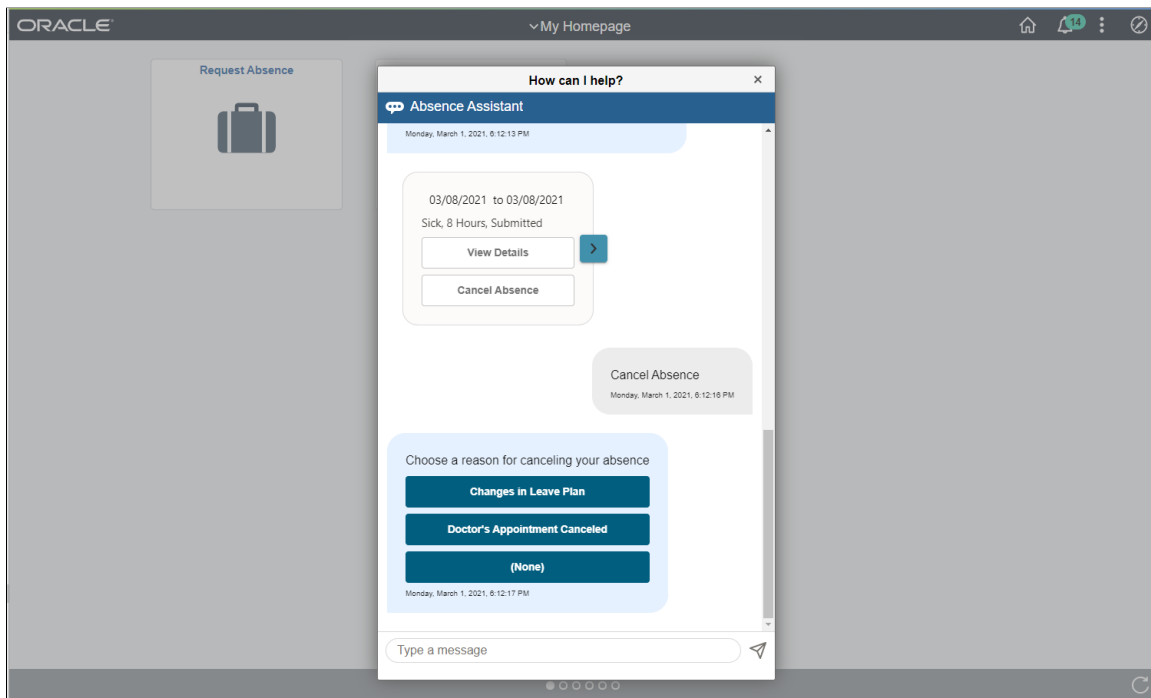 ORACLE
My Homepage
14
Request Absence
How can I help?
Absence Assistant
Monday, March 1, 2021, 6:12:13 PM
03/08/2021 to 03/08/2021
Sick, 8 Hours, Submitted
View Details
Cancel Absence
Cancel Absence
Monday, March 1, 2021, 6:12:16 PM
Choose a reason for canceling your absence
Changes in Leave Plan
Doctor's Appointment Canceled
(None)
Monday, March 1, 2021, 6:12:17 PM
Type a message